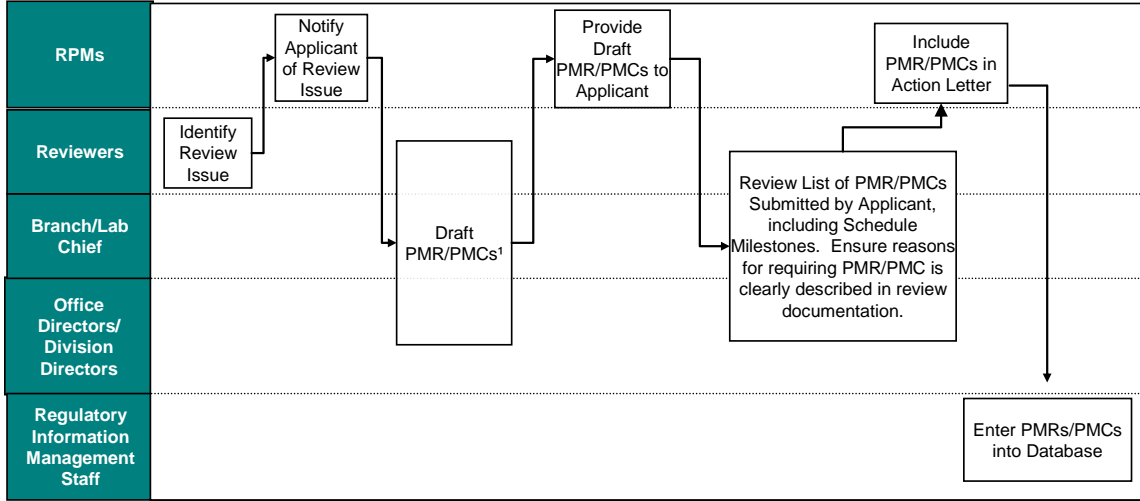 RPMs
Notify
Applicant
of Review
Issue
Provide
Draft
PMR/PMCs to
Applicant
Include
PMR/PMCs in
Action Letter
Reviewers
Identify
Review
Issue
Branch/Lab
Chief
Draft
PMR/PMCs¹
Review List of PMR/PMCs
Submitted by Applicant,
including Schedule
Milestones. Ensure reasons
for requiring PMR/PMC is
clearly described in review
documentation.
Office
Directors/
Division
Directors
Regulatory
Information
Management
Staff
Enter PMRs/PMCs
into Database